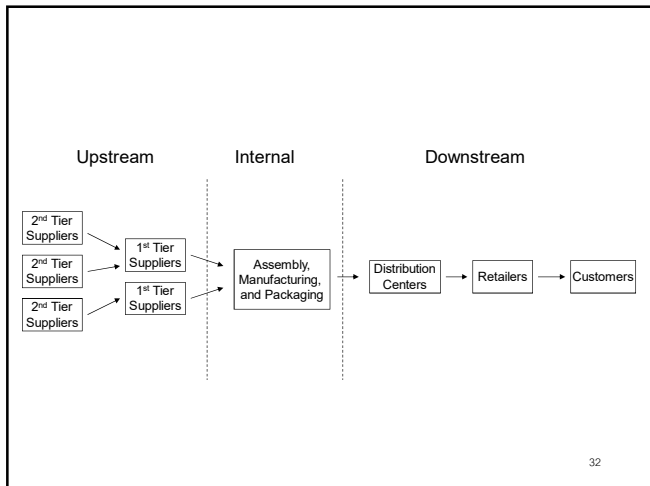 Upstream
Internal
Downstream
2nd Tier
Suppliers
2nd Tier
Suppliers
2nd Tier
Suppliers
1st Tier
Suppliers
1st Tier
Suppliers
Assembly,
Manufacturing,
and Packaging
Distribution
Centers
Retailers
Customers
32